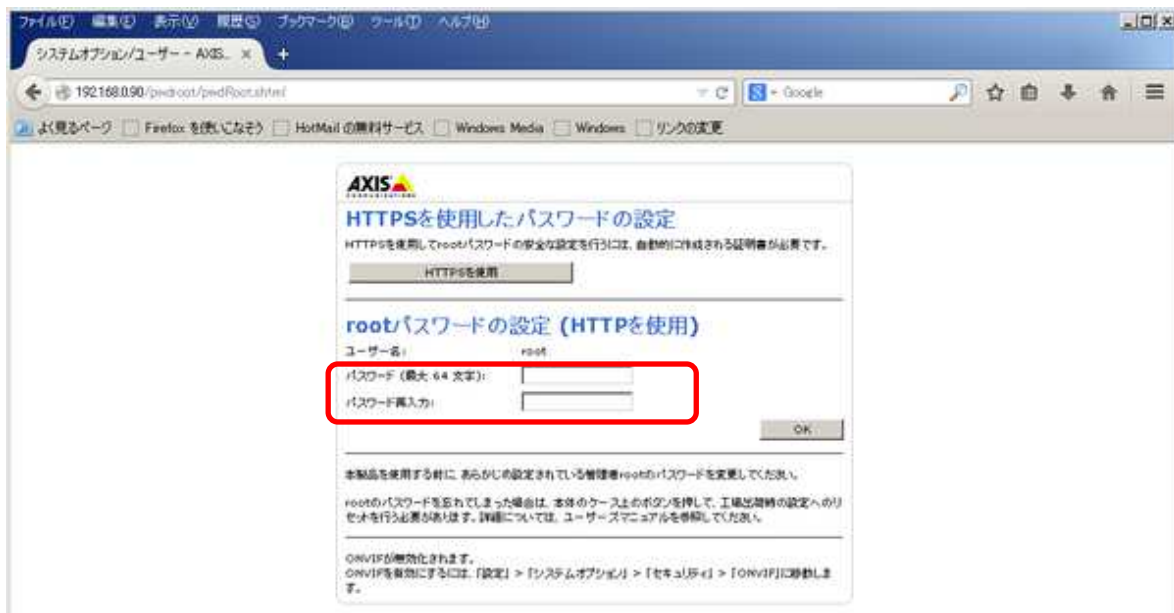 ファイル(F) 編集(E) 表示(V) 履歴(S) ブックマーク(B) ツール(T) ヘルプ(H)
システムオプション/ユーザー - AXIS... × +
192.168.0.90/pwdroot/pwdRoot.shtml Google
よく見るページ Firefox を使いこなそう HotMail の無料サービス Windows Media Windows リンクの変更
AXIS
COMMUNICATIONS
HTTPSを使用したパスワードの設定
HTTPSを使用してrootパスワードの安全な設定を行うには、自動的に作成される証明書が必要です。
HTTPSを使用
rootパスワードの設定 (HTTPを使用)
ユーザー名: root
パスワード (最大 64 文字):
パスワード再入力:
OK
本製品を使用する前に、あらかじめ設定されている管理者rootのパスワードを変更してください。
rootのパスワードを忘れてしまった場合は、本体のケース上のボタンを押して、工場出荷時の設定へのリ
セットを行う必要があります。詳細については、ユーザーズマニュアルを参照してください。
ONVIFが無効化されます。
ONVIFを有効にするには、「設定」 > 「システムオプション」 > 「セキュリティ」 > 「ONVIF」に移動しま
す。